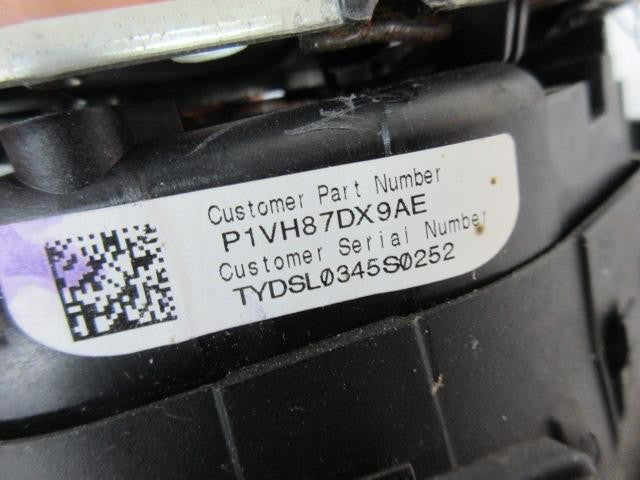 Customer Part Number
P1VH87DX9AE
Customer Serial Number
TYDSL0345S0252